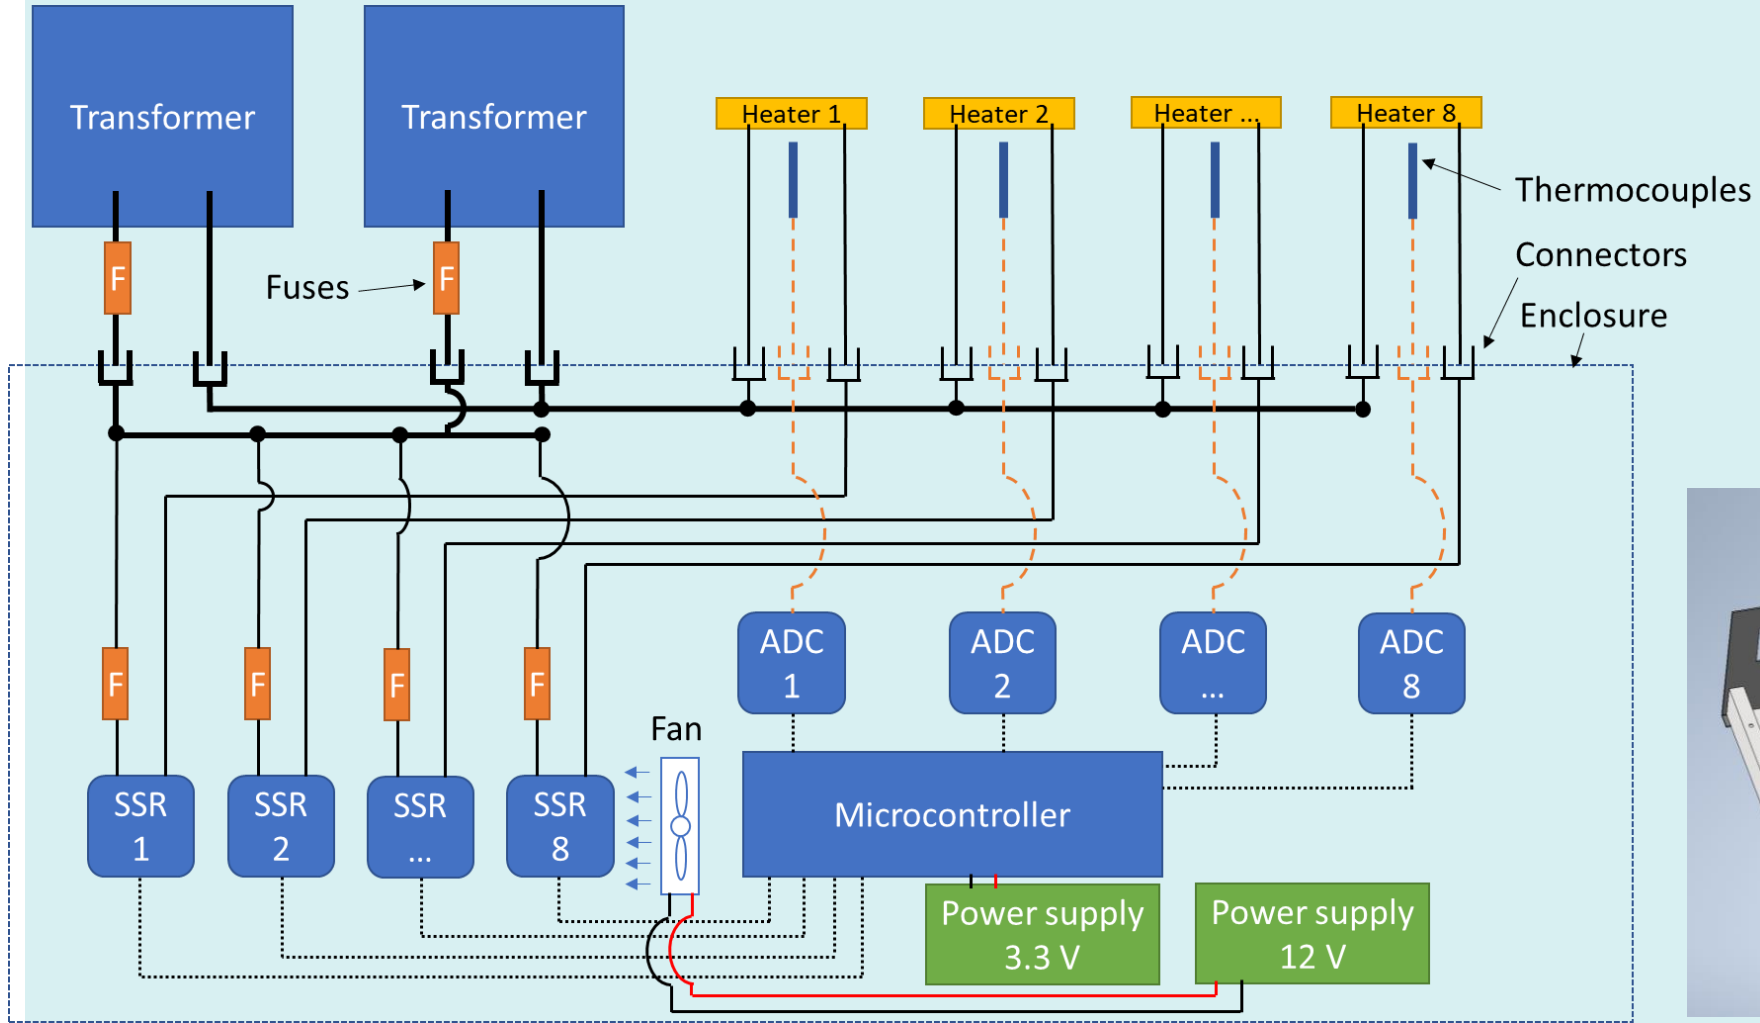 Transformer
Transformer
Heater 1
Heater 2
Heater ...
Heater 8
Thermocouples
Connectors
Enclosure
F
Fuses
F
F
F
F
F
ADC
1
ADC
2
ADC
...
ADC
8
Fan
SSR
1
SSR
2
SSR
...
SSR
8
Microcontroller
Power supply
3.3 V
Power supply
12 V